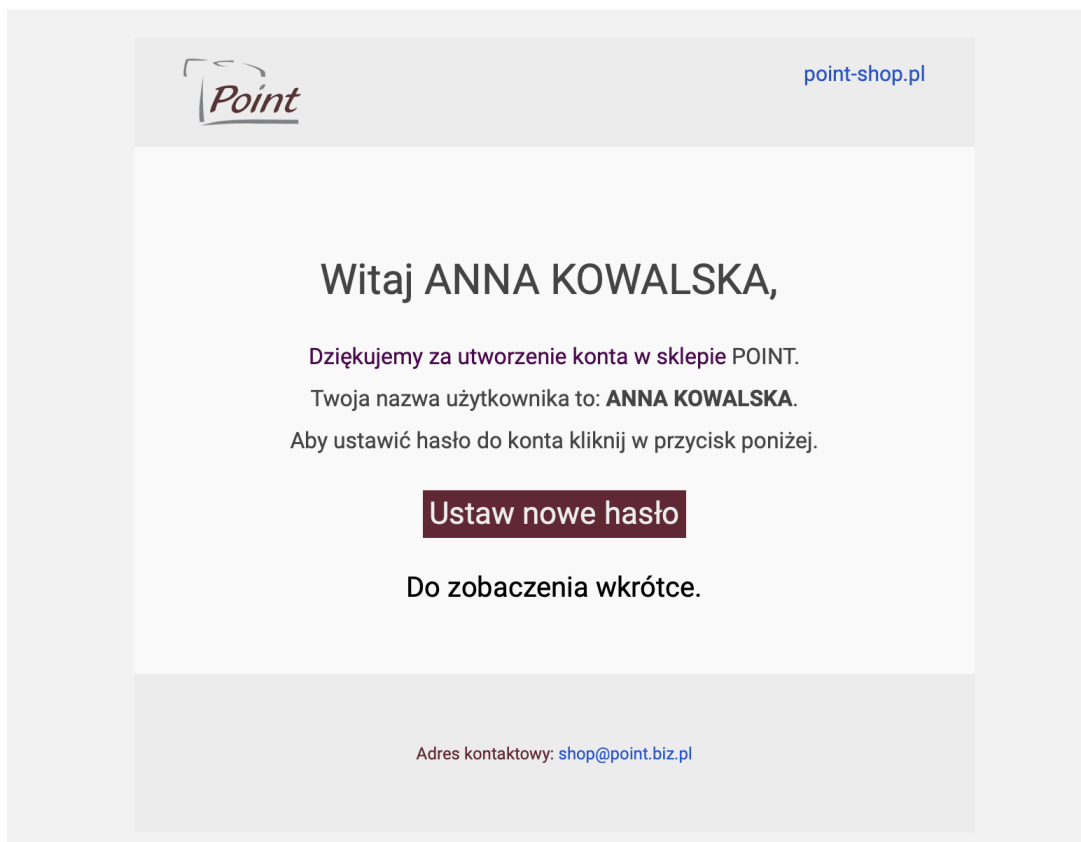 Point
point-shop.pl
Witaj ANNA KOWALSKA,
Dziękujemy za utworzenie konta w sklepie POINT.
Twoja nazwa użytkownika to: ANNA KOWALSKA.
Aby ustawić hasło do konta kliknij w przycisk poniżej.
Ustaw nowe hasło
Do zobaczenia wkrótce.
Adres kontaktowy: shop@point.biz.pl